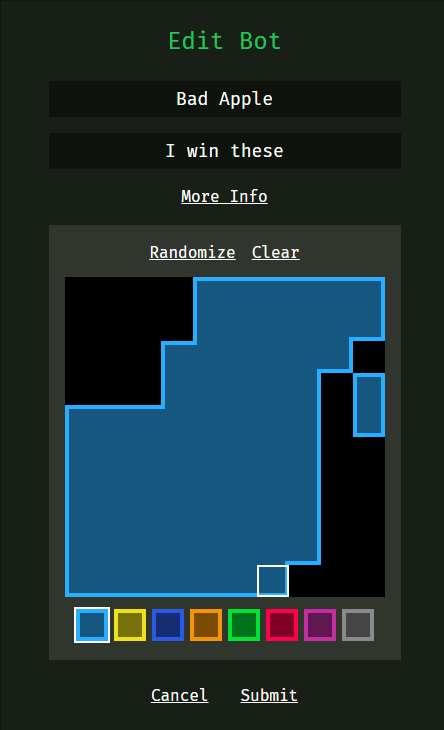 Edit Bot
Bad Apple
I win these
More Info
Randomize Clear
Cancel Submit